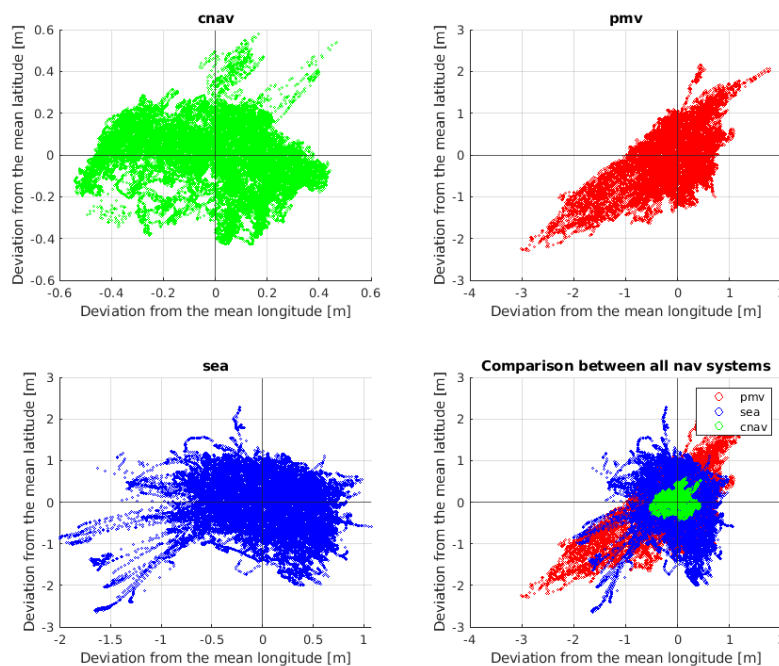 cnav
0.6
0.4
0.2
0
-0.2
-0.4
-0.6
-0.6 -0.4 -0.2 0 0.2 0.4 0.6
Deviation from the mean longitude [m]
Deviation from the mean latitude [m]
pmv
3
2
1
0
-1
-2
3
-4 -3 -2 -1 0 1 2
Deviation from the mean longitude [m]
Deviation from the mean latitude [m]
sea
3
2
1
0
-1
-2
-3
-2 -1.5 -1 -0.5 0 0.5 1
Deviation from the mean longitude [m]
Deviation from the mean latitude [m]
Comparison between all nav systems
pmv
sea
cnav
3
2
1
0
-1
-2
-3
-4 -3 -2 -1 0 1
Deviation from the mean longitude [m]
Deviation from the mean latitude [m]